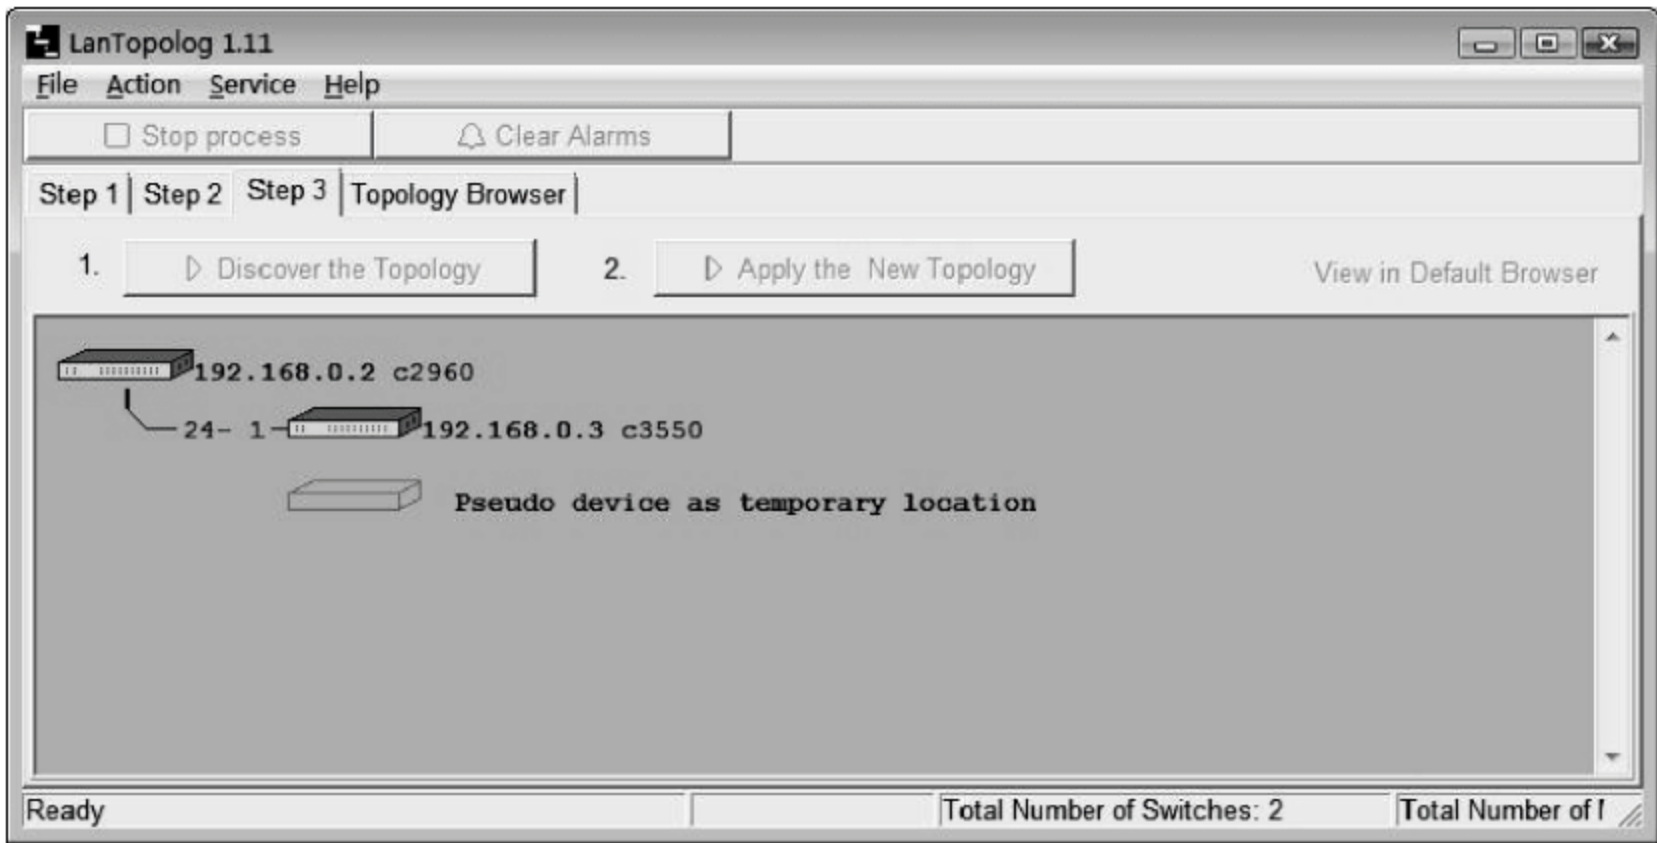 LanTopolog 1.11
File Action Service Help
Stop process Clear Alarms
Step 1 Step 2 Step 3 Topology Browser
1. Discover the Topology 2. Apply the New Topology View in Default Browser
192.168.0.2 c2960
24- 1 192.168.0.3 c3550
Pseudo device as temporary location
Ready Total Number of Switches: 2 Total Number of